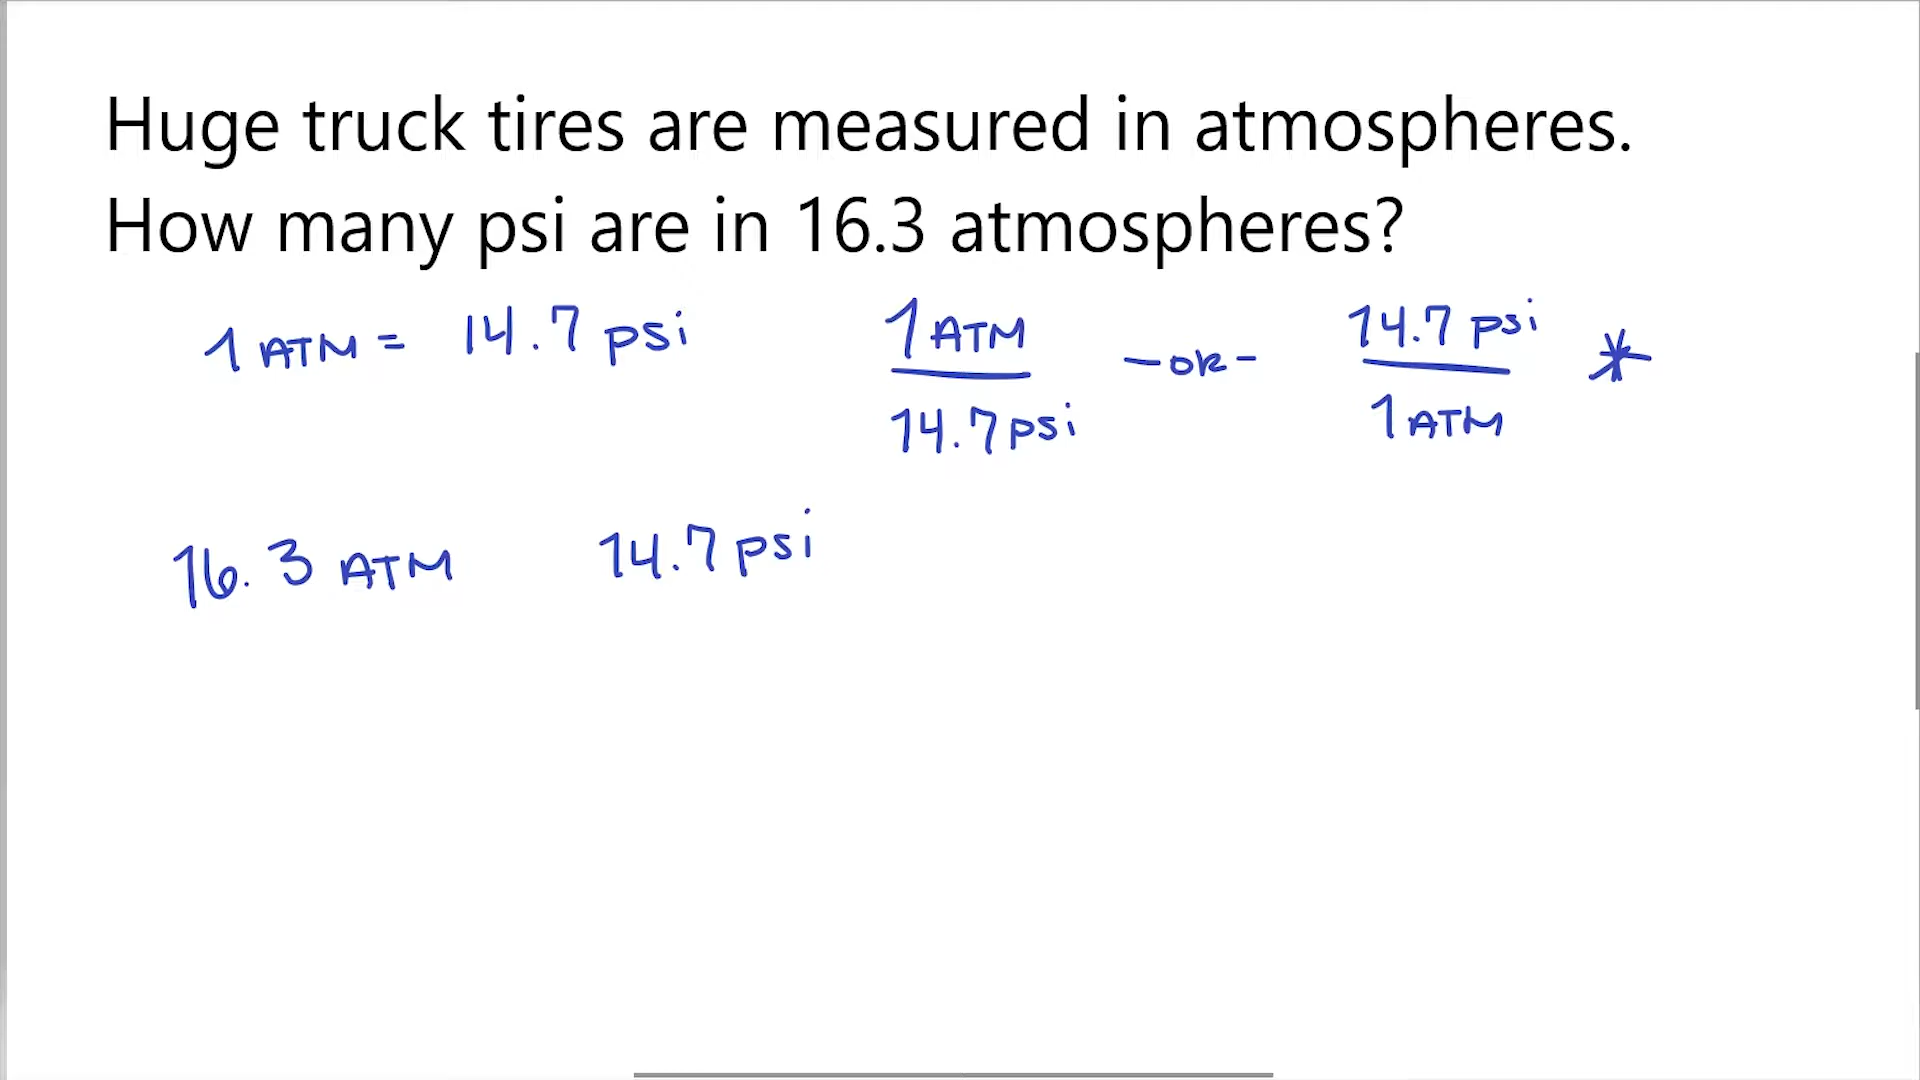 Huge truck tires are measured in atmospheres.
How many psi are in 16.3 atmospheres?
1 ATM = 14.7 psi
1 ATM
14.7 psi
-OR-
14.7 psi
1 ATM
*
16.3 ATM 14.7 psi